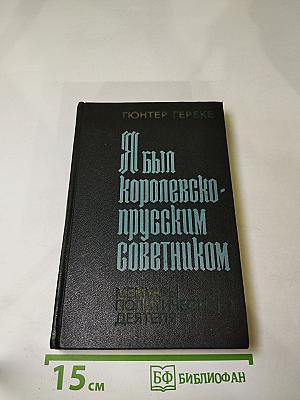 ГЮНТЕР ГЕРЕКЕ
Я был
королевско-
прусским
советником
МЕМУАРЫ
ПОЛИТИЧЕСКОГО
ДЕЯТЕЛЯ
15 см
БФ БИБЛИОФАН